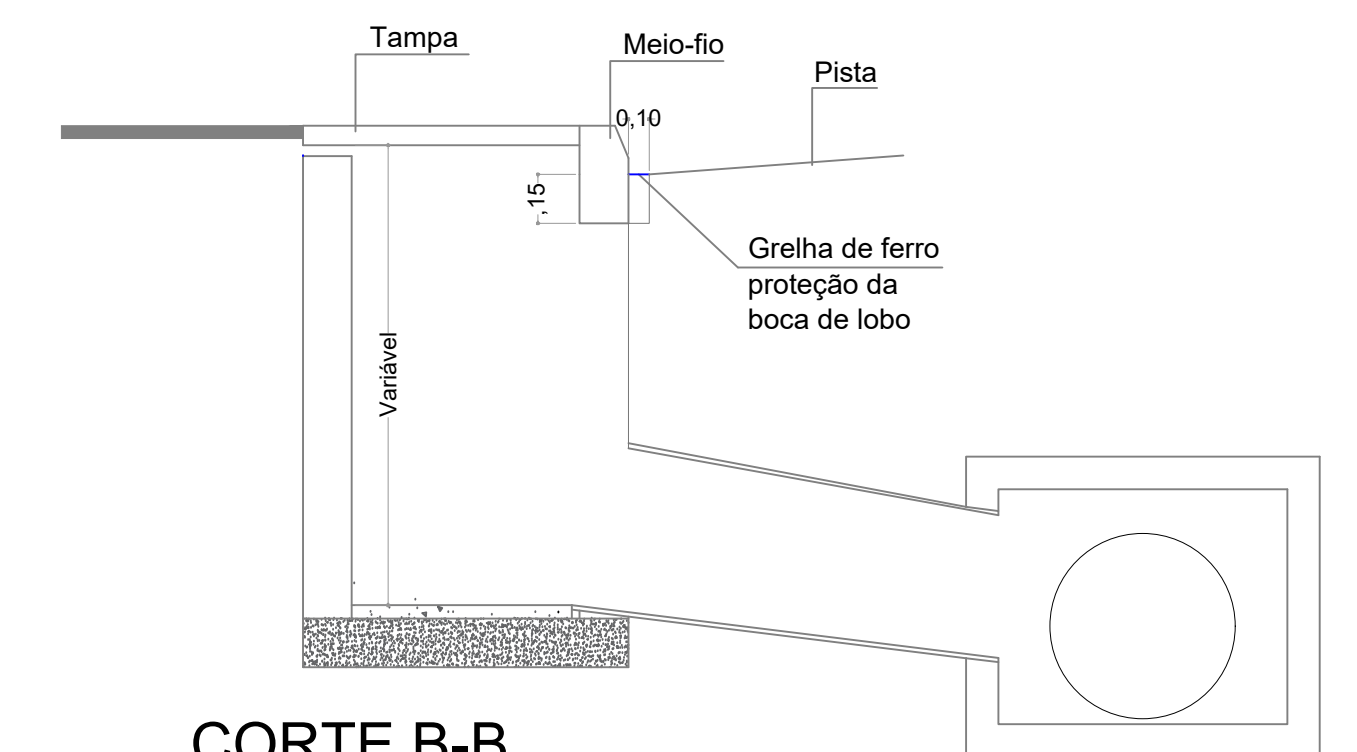 Tampa
Meio-fio
Pista
0,10
,15
Grelha de ferro
proteção da
boca de lobo
Variável
CORTE B-B